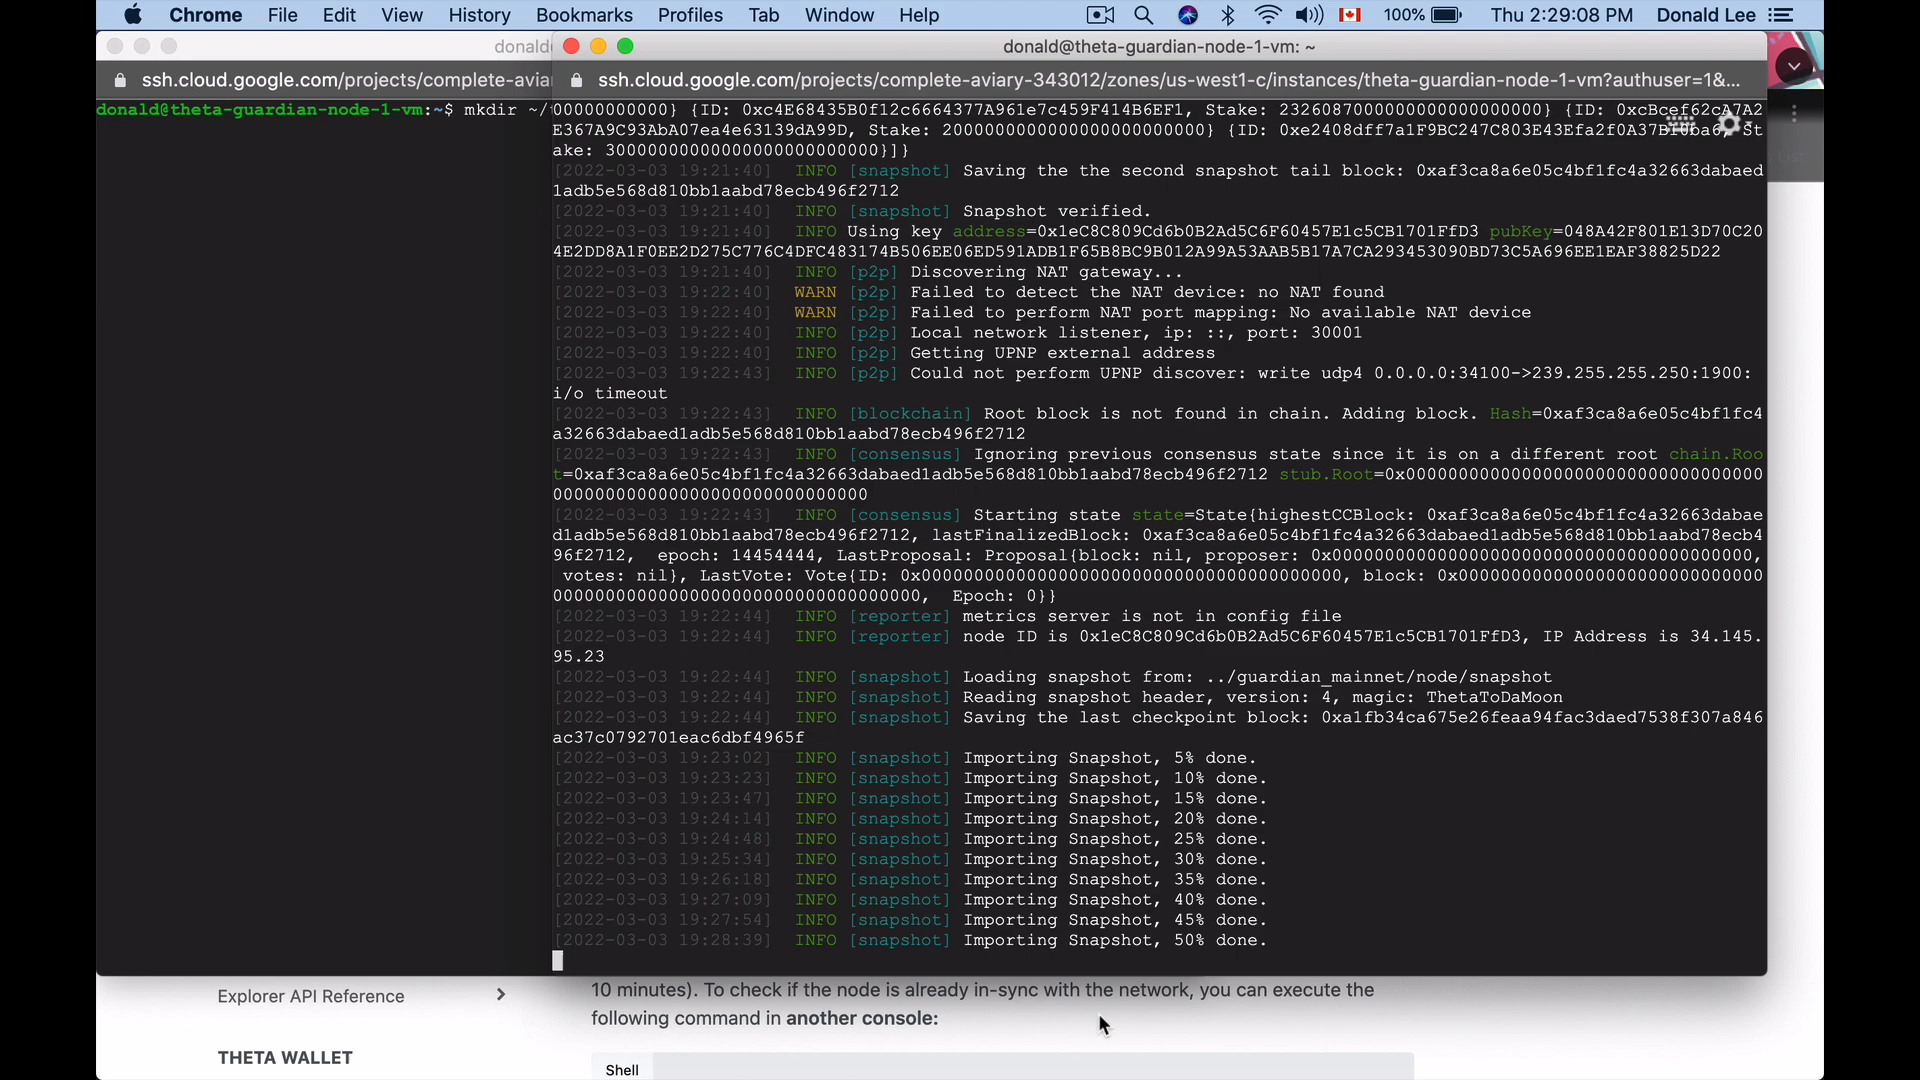 Chrome File Edit View History Bookmarks Profiles Tab Window Help 100% Thu 2:29:08 PM Donald Lee
donald
donald@theta-guardian-node-1-vm: ~
ssh.cloud.google.com/projects/complete-avia
ssh.cloud.google.com/projects/complete-aviary-343012/zones/us-west1-c/instances/theta-guardian-node-1-vm?authuser=1&...
donald@theta-guardian-node-1-vm:~$ mkdir ~/
00000000000} {ID: 0xc4E68435B0f12c6664377A961e7c459F414B6EF1, Stake: 2326087000000000000000000} {ID: 0xcBcef62cA7A2
E367A9C93AbA07ea4e63139dA99D, Stake: 2000000000000000000000000} {ID:
ake: 3000000000000000000000000}]}
[2022-03-03 19:21:40] INFO [snapshot] Saving the the second snapshot tail block: 0xaf3ca8a6e05c4bf1fc4a32663dabaed
1adb5e568d810bb1aabd78ecb496f2712
[2022-03-03 19:21:40] INFO [snapshot] Snapshot verified.
[2022-03-03 19:21:40] INFO Using key address=0x1eC8C809Cd6b0B2Ad5C6F60457E1c5CB1701FfD3 pubKey=048A42F801E13D70C20
4E2DD8A1F0EE2D275C776C4DFC483174B506EE06ED591ADB1F65B8BC9B012A99A53AAB5B17A7CA293453090BD73C5A696EE1EAF38825D22
[2022-03-03 19:21:40] INFO [p2p] Discovering NAT gateway...
[2022-03-03 19:22:40] WARN [p2p] Failed to detect the NAT device: no NAT found
[2022-03-03 19:22:40] WARN [p2p] Failed to perform NAT port mapping: No available NAT device
[2022-03-03 19:22:40] INFO [p2p] Local network listener, ip: ::, port: 30001
[2022-03-03 19:22:40] INFO [p2p] Getting UPNP external address
[2022-03-03 19:22:43] INFO [p2p] Could not perform UPNP discover: write udp4 0.0.0.0:34100->239.255.255.250:1900:
i/o timeout
[2022-03-03 19:22:43] INFO [blockchain] Root block is not found in chain. Adding block. Hash=0xaf3ca8a6e05c4bf1fc4
a32663dabaed1adb5e568d810bb1aabd78ecb496f2712
[2022-03-03 19:22:43] INFO [consensus] Ignoring previous consensus state since it is on a different root chain.Roo
t=0xaf3ca8a6e05c4bf1fc4a32663dabaed1adb5e568d810bb1aabd78ecb496f2712 stub.Root=0x000000000000000000000000000000000000
000000000000000000000000000000
[2022-03-03 19:22:43] INFO [consensus] Starting state state=State{highestCCBlock: 0xaf3ca8a6e05c4bf1fc4a32663dabae
d1adb5e568d810bb1aabd78ecb496f2712, lastFinalizedBlock: 0xaf3ca8a6e05c4bf1fc4a32663dabaed1adb5e568d810bb1aabd78ecb4
96f2712, epoch: 14454444, LastProposal: Proposal{block: nil, proposer: 0x0000000000000000000000000000000000000000,
votes: nil}, LastVote: Vote{ID: 0x0000000000000000000000000000000000000000, block: 0x00000000000000000000000000000
00000000000000000000000000000000000, Epoch: 0}}
[2022-03-03 19:22:44] INFO [reporter] metrics server is not in config file
[2022-03-03 19:22:44] INFO [reporter] node ID is 0x1eC8C809Cd6b0B2Ad5C6F60457E1c5CB1701FfD3, IP Address is 34.145.
95.23
[2022-03-03 19:22:44] INFO [snapshot] Loading snapshot from: ../guardian_mainnet/node/snapshot
[2022-03-03 19:22:44] INFO [snapshot] Reading snapshot header, version: 4, magic: ThetaToDaMoon
[2022-03-03 19:22:44] INFO [snapshot] Saving the last checkpoint block: 0xa1fb34ca675e26feaa94fac3daed7538f307a846
ac37c0792701eac6dbf4965f
[2022-03-03 19:23:02] INFO [snapshot] Importing Snapshot, 5% done.
[2022-03-03 19:23:23] INFO [snapshot] Importing Snapshot, 10% done.
[2022-03-03 19:23:47] INFO [snapshot] Importing Snapshot, 15% done.
[2022-03-03 19:24:14] INFO [snapshot] Importing Snapshot, 20% done.
[2022-03-03 19:24:48] INFO [snapshot] Importing Snapshot, 25% done.
[2022-03-03 19:25:34] INFO [snapshot] Importing Snapshot, 30% done.
[2022-03-03 19:26:18] INFO [snapshot] Importing Snapshot, 35% done.
[2022-03-03 19:27:09] INFO [snapshot] Importing Snapshot, 40% done.
[2022-03-03 19:27:54] INFO [snapshot] Importing Snapshot, 45% done.
[2022-03-03 19:28:39] INFO [snapshot] Importing Snapshot, 50% done.
Explorer API Reference
10 minutes). To check if the node is already in-sync with the network, you can execute the
following command in another console:
THETA WALLET
Shell